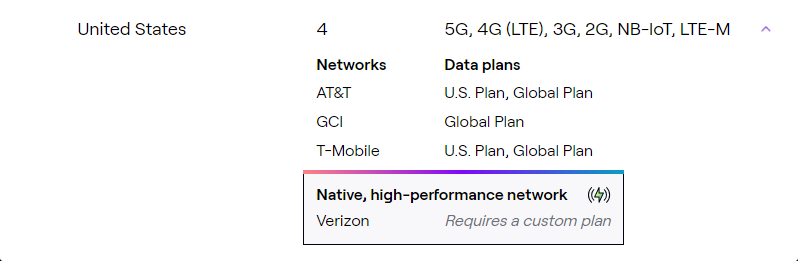 United States 4 5G, 4G (LTE), 3G, 2G, NB-IoT, LTE-M
Networks Data plans
AT&T U.S. Plan, Global Plan
GCI Global Plan
T-Mobile U.S. Plan, Global Plan
Native, high-performance network
Verizon Requires a custom plan